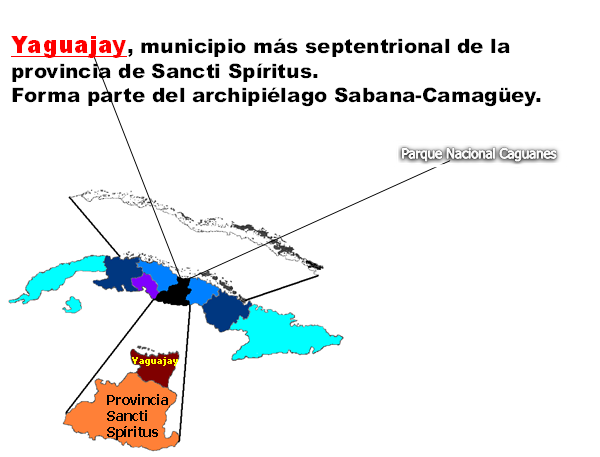 Yaguajay, municipio más septentrional de la
provincia de Sancti Spíritus.
Forma parte del archipiélago Sabana-Camagüey.
Parque Nacional Caguanes
Yaguajay
Provincia
Sancti
Spíritus